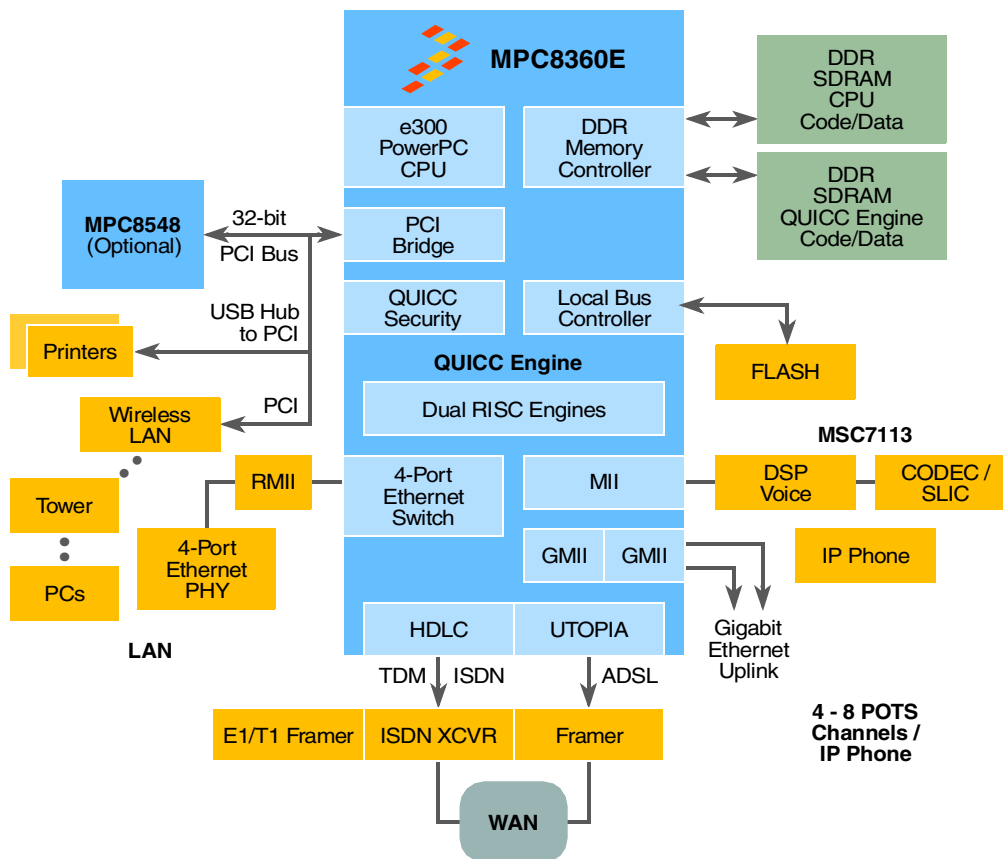 MPC8360E
DDR
SDRAM
CPU
Code/Data
e300
PowerPC
CPU
DDR
Memory
Controller
DDR
SDRAM
QUICC Engine
Code/Data
MPC8548
(Optional)
32-bit
PCI Bus
PCI
Bridge
QUICC
Security
Local Bus
Controller
USB Hub
to PCI
Printers
FLASH
QUICC Engine
Dual RISC Engines
PCI
Wireless
LAN
MSC7113
Tower
RMII
4-Port
Ethernet
Switch
MII
DSP
Voice
CODEC /
SLIC
4-Port
Ethernet
PHY
PCs
GMII
GMII
IP Phone
LAN
HDLC
UTOPIA
Gigabit
Ethernet
Uplink
TDM
ISDN
ADSL
E1/T1 Framer
ISDN XCVR
Framer
4 - 8 POTS
Channels /
IP Phone
WAN